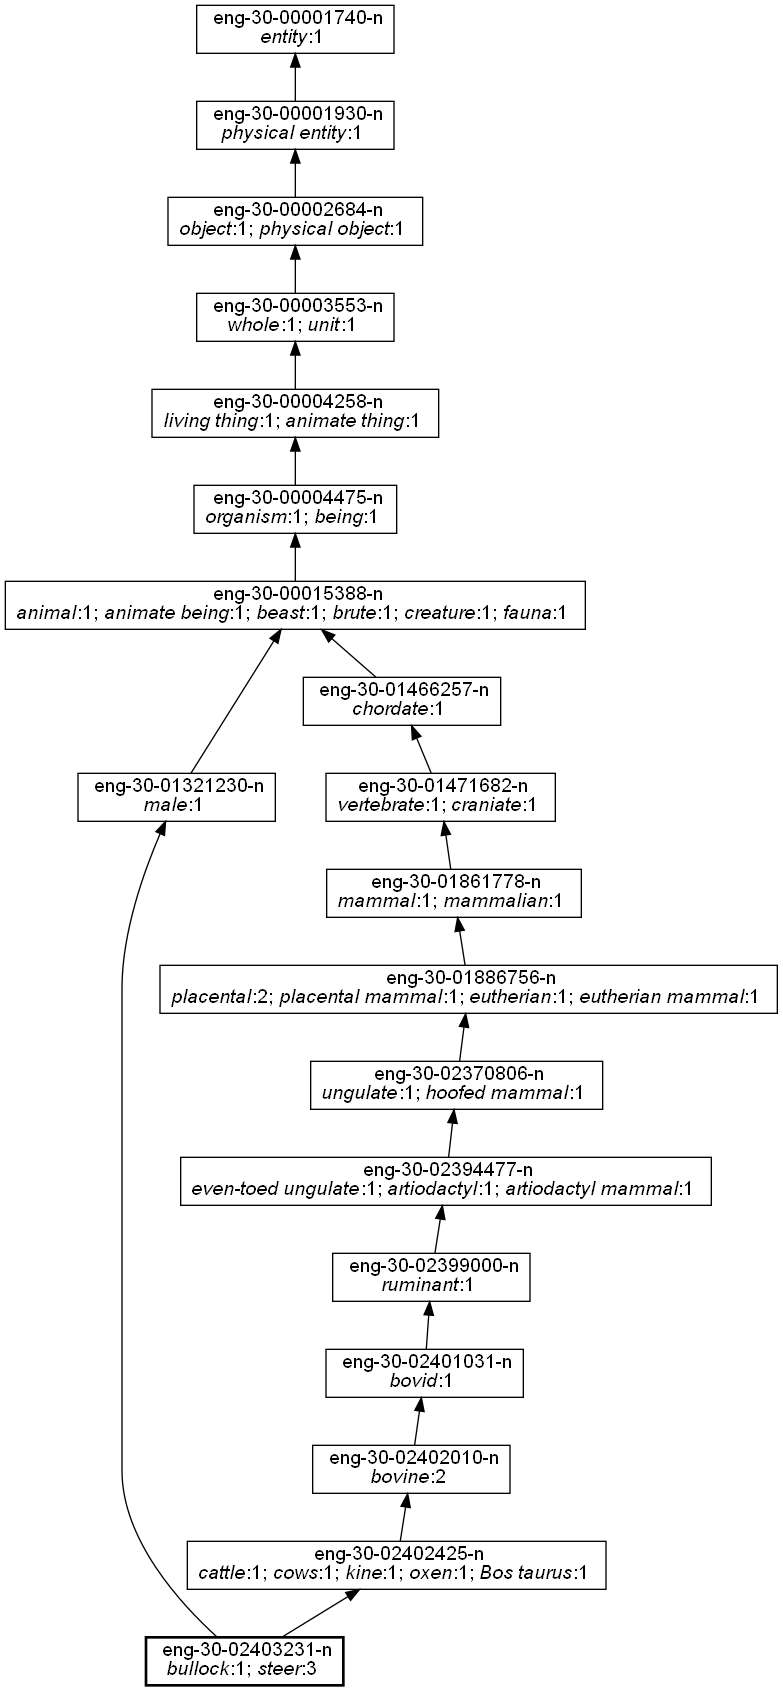 eng-30-00001740-n
entity:1
eng-30-00001930-n
physical entity:1
eng-30-00002684-n
object:1; physical object:1
eng-30-00003553-n
whole:1; unit:1
eng-30-00004258-n
living thing:1; animate thing:1
eng-30-00004475-n
organism:1; being:1
eng-30-00015388-n
animal:1; animate being:1; beast:1; brute:1; creature:1; fauna:1
eng-30-01466257-n
chordate:1
eng-30-01321230-n
male:1
eng-30-01471682-n
vertebrate:1; craniate:1
eng-30-01861778-n
mammal:1; mammalian:1
eng-30-01886756-n
placental:2; placental mammal:1; eutherian:1; eutherian mammal:1
eng-30-02370806-n
ungulate:1; hoofed mammal:1
eng-30-02394477-n
even-toed ungulate:1; artiodactyl:1; artiodactyl mammal:1
eng-30-02399000-n
ruminant:1
eng-30-02401031-n
bovid:1
eng-30-02402010-n
bovine:2
eng-30-02402425-n
cattle:1; cows:1; kine:1; oxen:1; Bos taurus:1
eng-30-02403231-n
bullock:1; steer:3